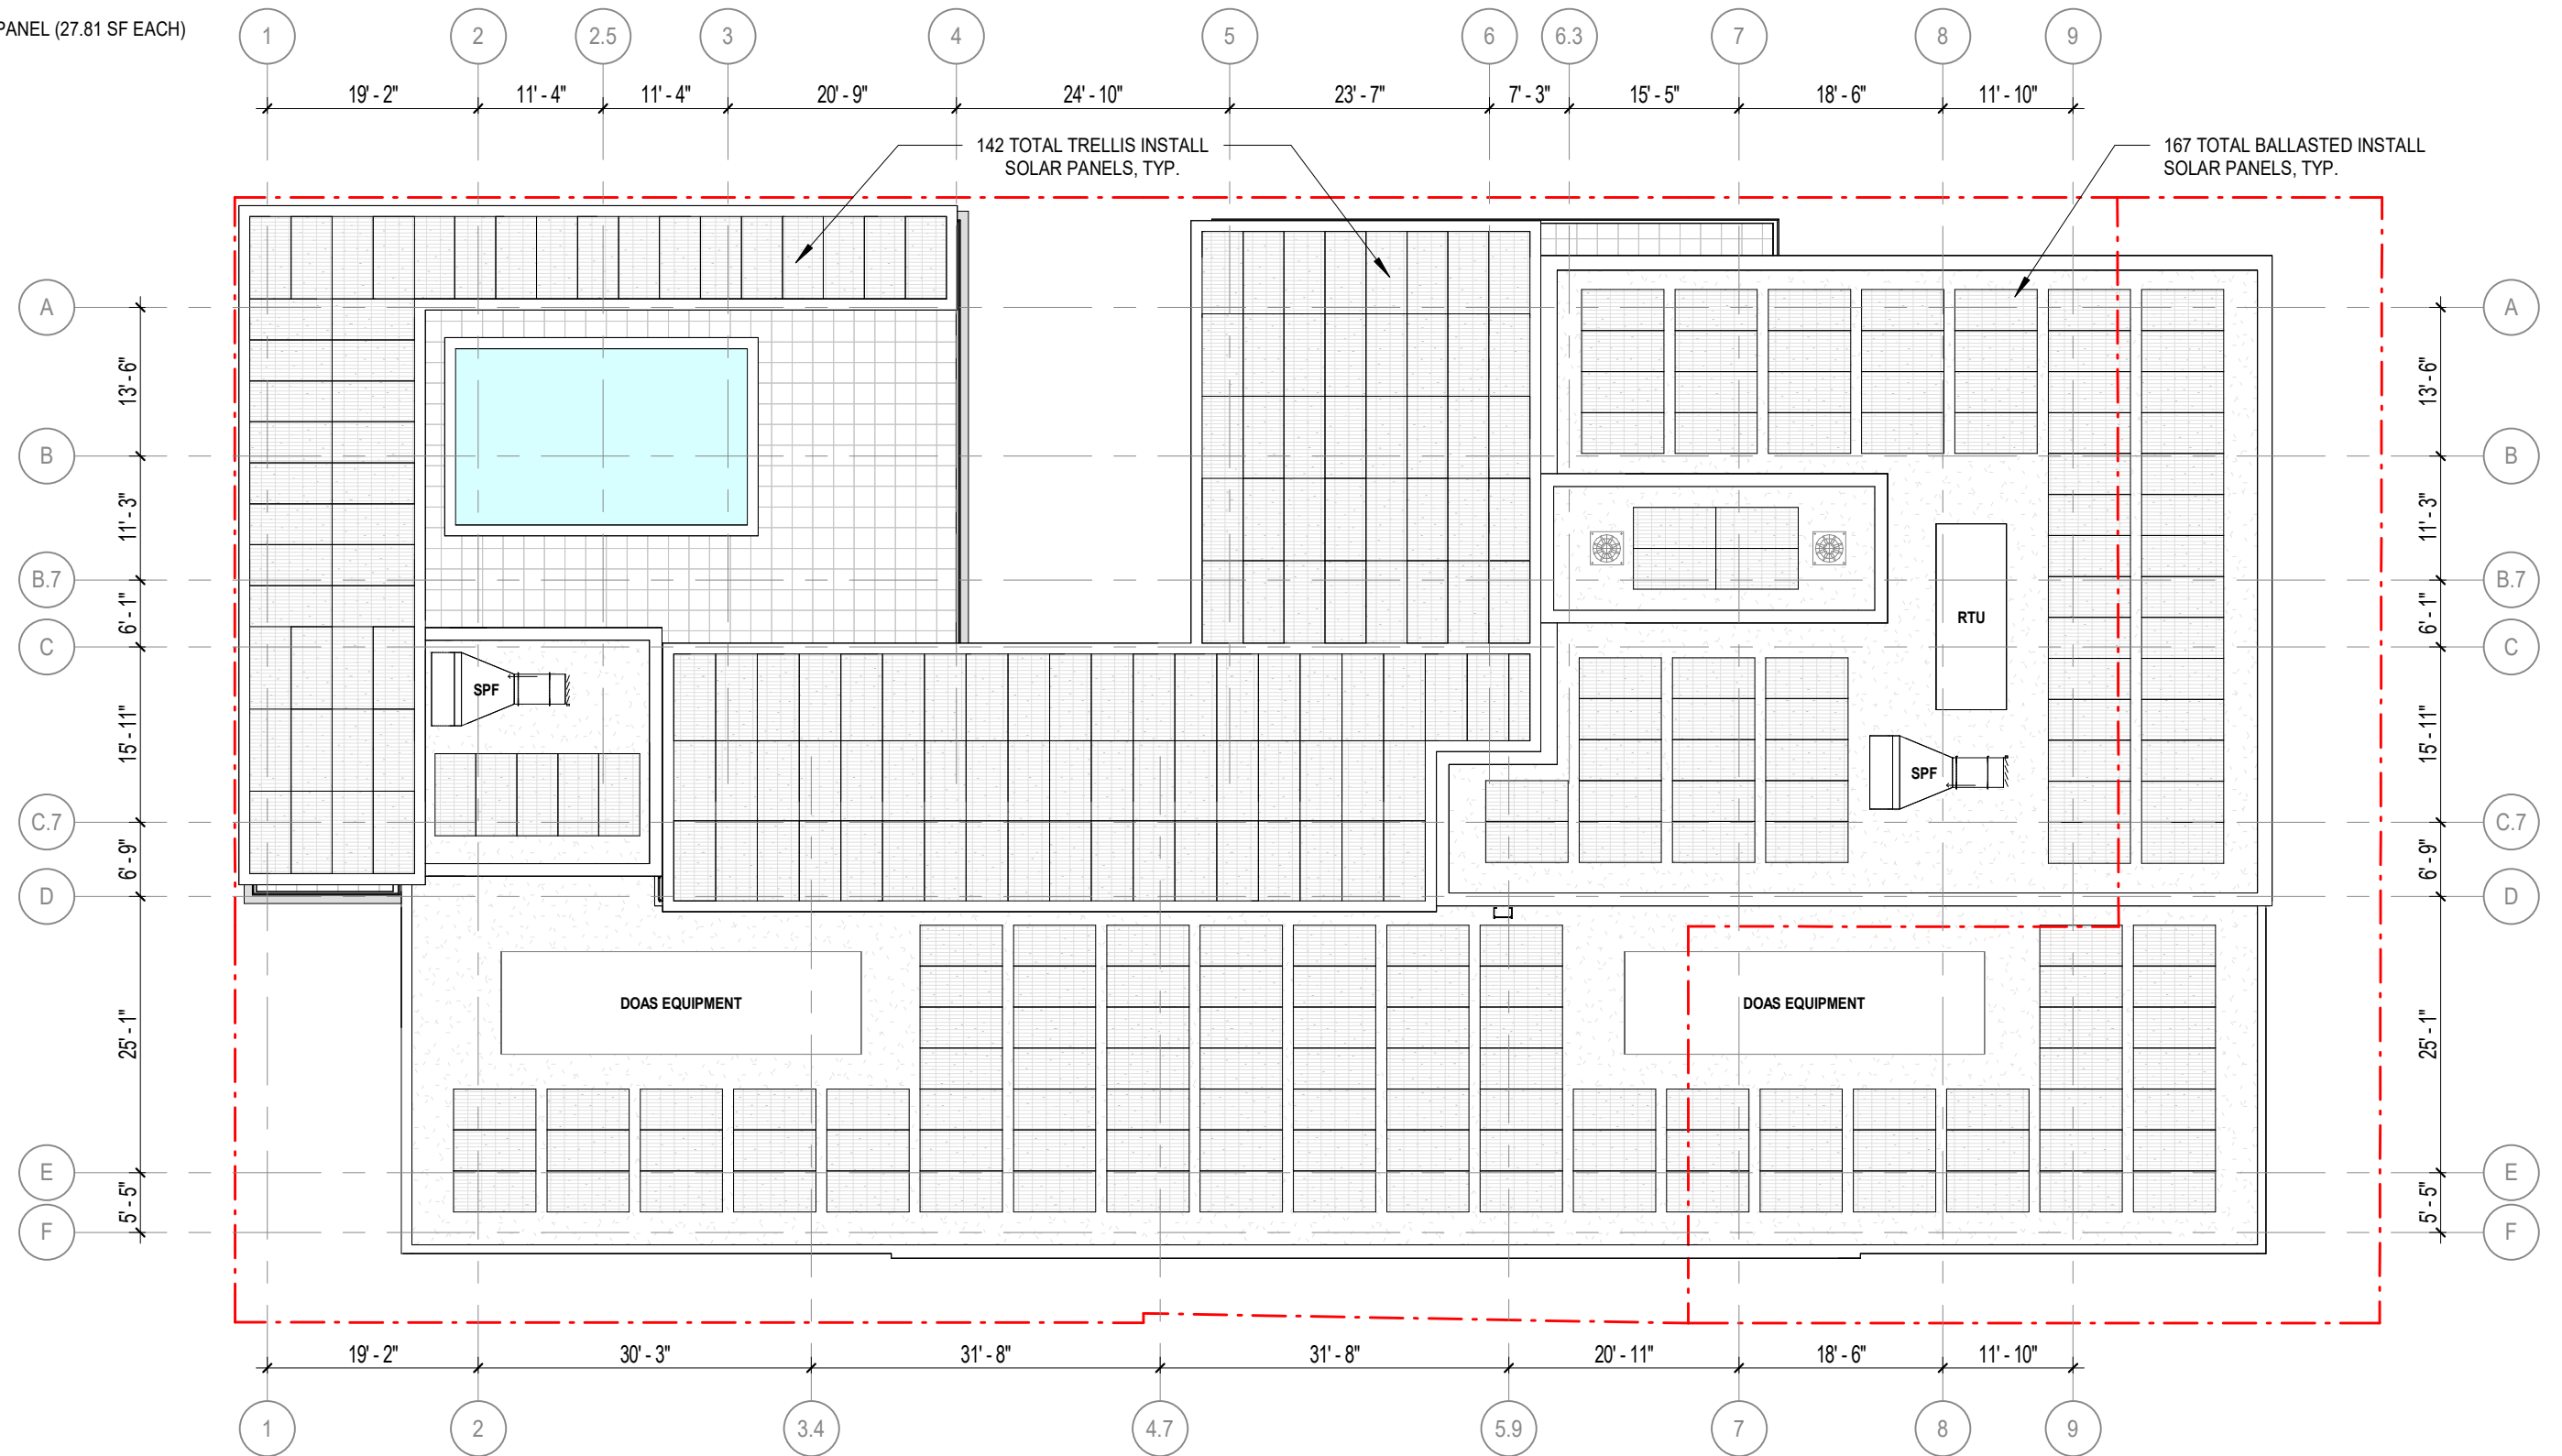 PANEL (27.81 SF EACH)
1 2 2.5 3 4 5 6 6.3 7 8 9
19' - 2" 11' - 4" 11' - 4" 20' - 9" 24' - 10" 23' - 7" 7' - 3" 15' - 5" 18' - 6" 11' - 10"
142 TOTAL TRELLIS INSTALL
SOLAR PANELS, TYP.
167 TOTAL BALLASTED INSTALL
SOLAR PANELS, TYP.
A A
13' - 6" 13' - 6"
B B
11' - 3" 11' - 3"
B.7 B.7
6' - 1" RTU 6' - 1"
C C
SPF
15' - 11" 15' - 11"
SPF
C.7 C.7
6' - 9" 6' - 9"
D D
DOAS EQUIPMENT DOAS EQUIPMENT
25' - 1" 25' - 1"
E E
5' - 5" 5' - 5"
F F
19' - 2" 30' - 3" 31' - 8" 31' - 8" 20' - 11" 18' - 6" 11' - 10"
1 2 3.4 4.7 5.9 7 8 9